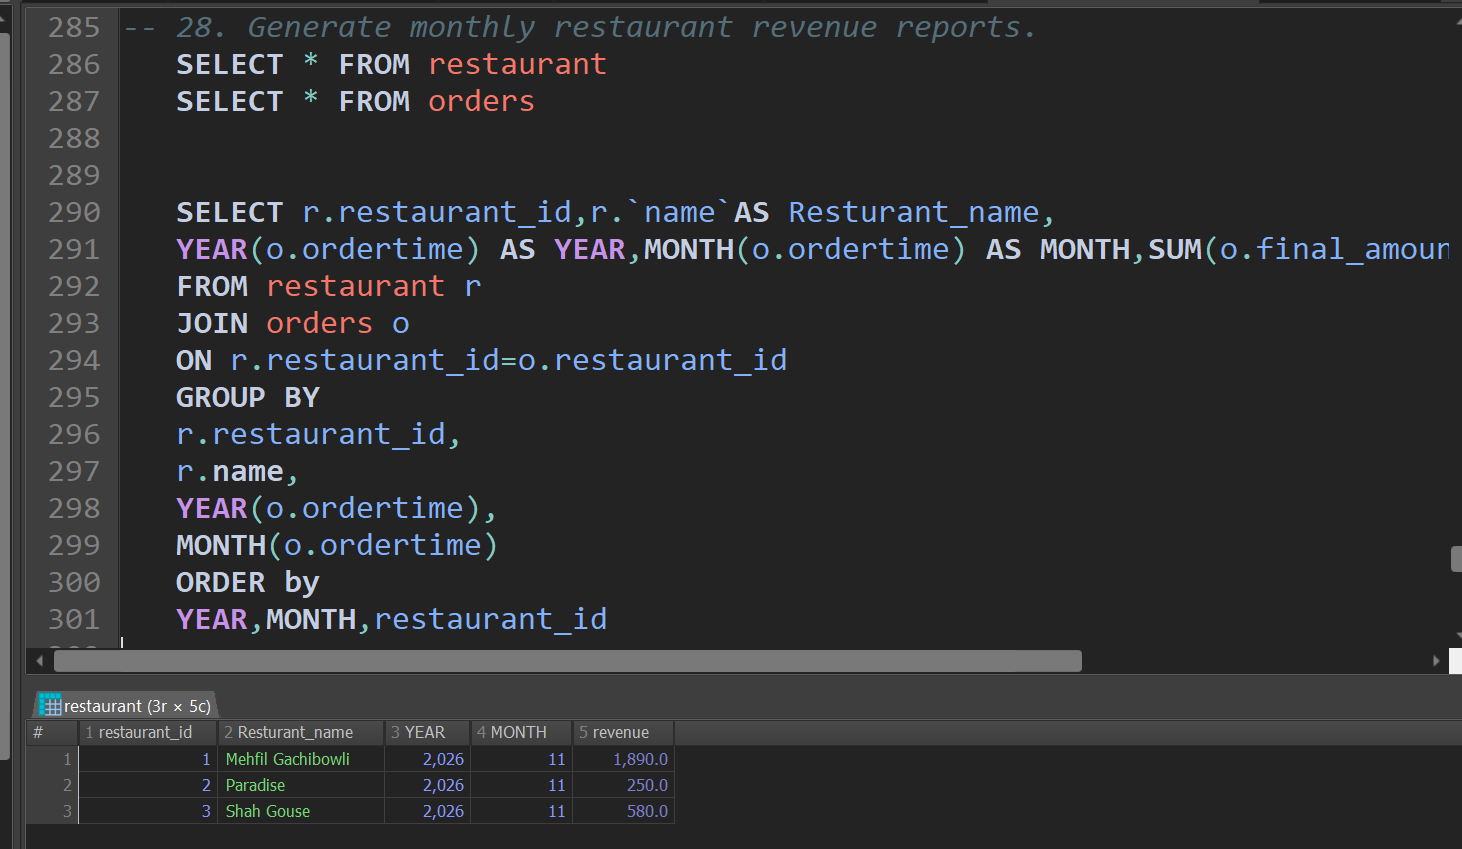 285 -- 28. Generate monthly restaurant revenue reports.
286 SELECT * FROM restaurant
287 SELECT * FROM orders
288
289
290 SELECT r.restaurant_id,r.`name`AS Resturant_name,
291 YEAR(o.ordertime) AS YEAR,MONTH(o.ordertime) AS MONTH,SUM(o.final_amoun
292 FROM restaurant r
293 JOIN orders o
294 ON r.restaurant_id=o.restaurant_id
295 GROUP BY
296 r.restaurant_id,
297 r.name,
298 YEAR(o.ordertime),
299 MONTH(o.ordertime)
300 ORDER by
301 YEAR,MONTH,restaurant_id
restaurant (3r × 5c)
# 1 restaurant_id 2 Resturant_name 3 YEAR 4 MONTH 5 revenue
1 1 Mehfil Gachibowli 2,026 11 1,890.0
2 2 Paradise 2,026 11 250.0
3 3 Shah Gouse 2,026 11 580.0